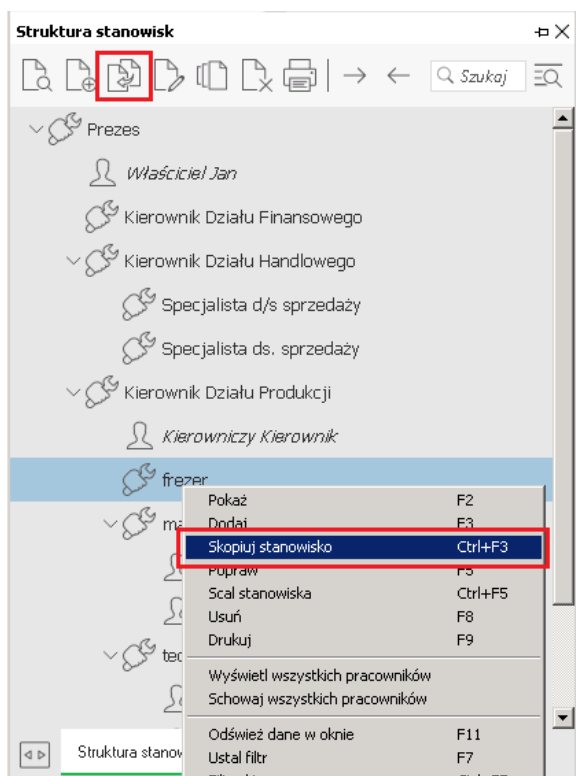 Struktura stanowisk
Szukaj
Prezes
Właściciel Jan
Kierownik Działu Finansowego
Kierownik Działu Handlowego
Specjalista d/s sprzedaży
Specjalista ds. sprzedaży
Kierownik Działu Produkcji
Kierowniczy Kierownik
frezer
Pokaż F2
Dodaj F3
Skopiuj stanowisko Ctrl+F3
Popraw F5
Scal stanowiska Ctrl+F5
Usuń F8
Drukuj F9
Wyświetl wszystkich pracowników
Schowaj wszystkich pracowników
Odśwież dane w oknie F11
Struktura stanow
Ustal filtr F7